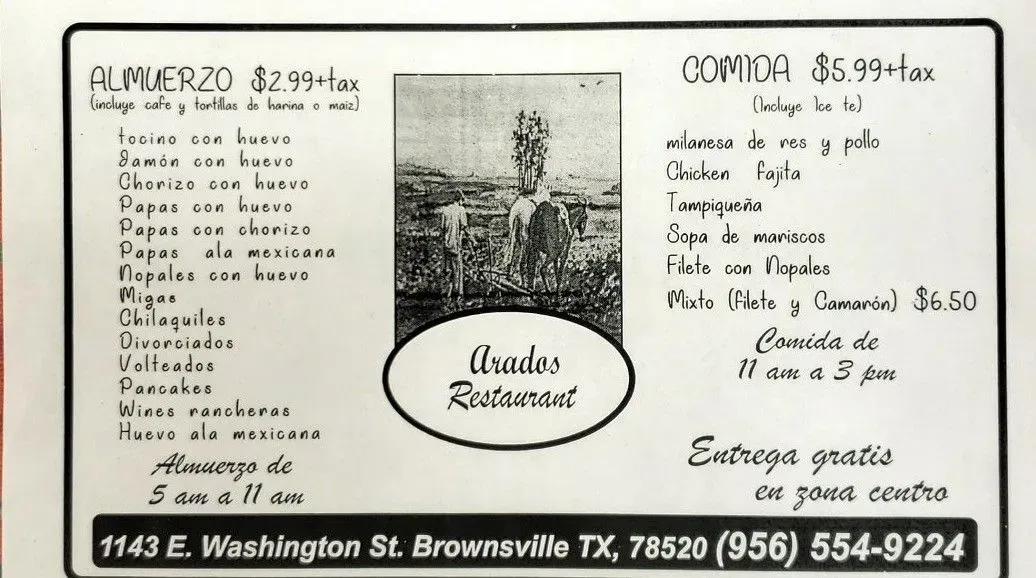 ALMUERZO $2.99+tax
(incluye cafe y tortillas de harina o maiz)
tocino con huevo
Jamón con huevo
Chorizo con huevo
Papas con huevo
Papas con chorizo
Papas ala mexicana
Nopales con huevo
Migas
Chilaquiles
Divorciados
Volteados
Pancakes
Wines rancheras
Huevo ala mexicana
Almuerzo de
5 am a 11 am
Arados
Restaurant
COMIDA $5.99+tax
(Incluye Ice te)
milanesa de res y pollo
Chicken fajita
Tampiqueña
Sopa de mariscos
Filete con Nopales
Mixto (filete y Camarón) $6.50
Comida de
11 am a 3 pm
Entrega gratis
en zona centro
1143 E. Washington St. Brownsville TX, 78520 (956) 554-9224